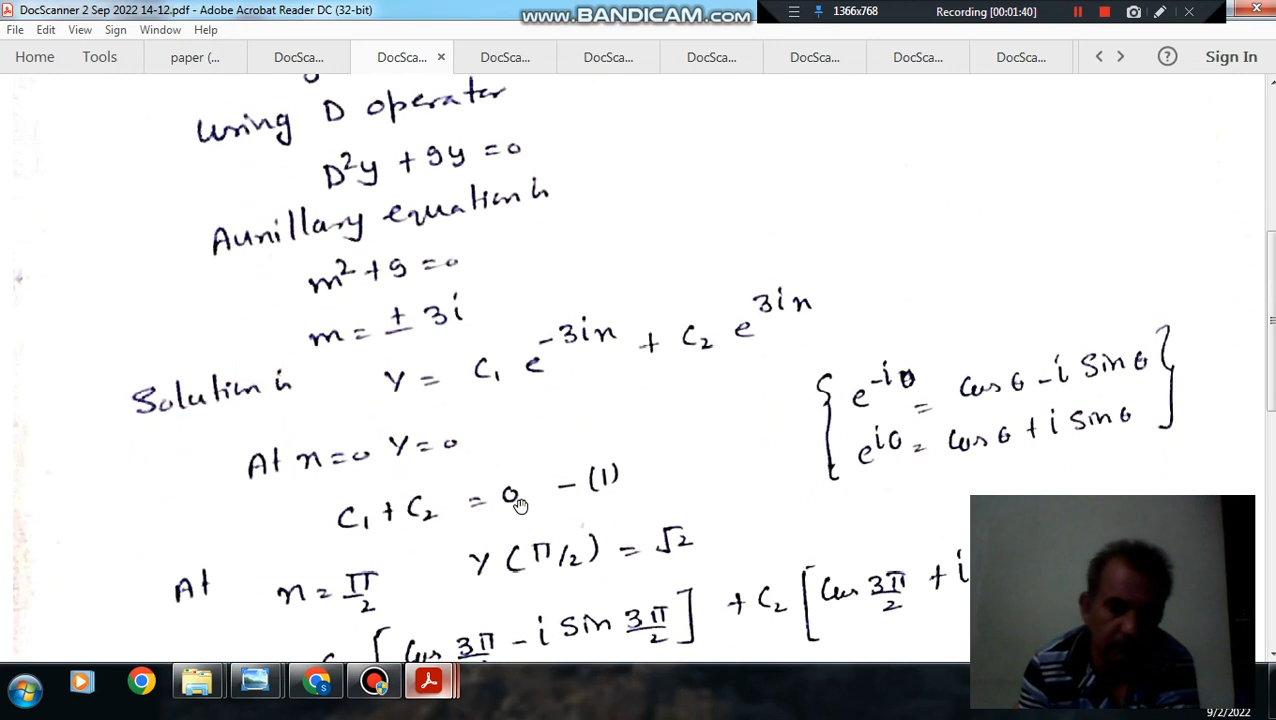 DocScanner 2 Sep 2022 14-12.pdf - Adobe Acrobat Reader DC (32-bit)
www.BANDICAM.com
1366x768
Recording [00:01:40]
File Edit View Sign Window Help
Home Tools paper (... DocSca... DocSca... DocSca... DocSca... DocSca... DocSca... DocSca... DocSca... Sign In
Using D operator
D²y + 9y = 0
Auxillary equation is
m² + 9 = 0
m = ± 3i
Solution is y = C₁ e^-3ix + C₂ e^3ix
{ e^-iθ = cos θ - i Sin θ
e^iθ = cos θ + i Sin θ }
At x = 0 y = 0
C₁ + C₂ = 0 - (1)
At x = π/2 y (π/2) = √2
[Cos 3π - i Sin 3π/2] + C₂ [Cos 3π/2 + i
9/2/2022